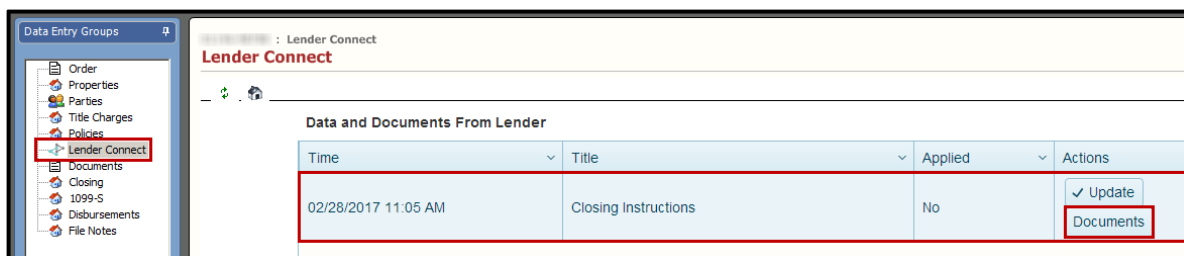 Data Entry Groups
Order
Properties
Parties
Title Charges
Policies
Lender Connect
Documents
Closing
1099-S
Disbursements
File Notes
: Lender Connect
Lender Connect
Data and Documents From Lender
Time Title Applied Actions
02/28/2017 11:05 AM Closing Instructions No Update
Documents